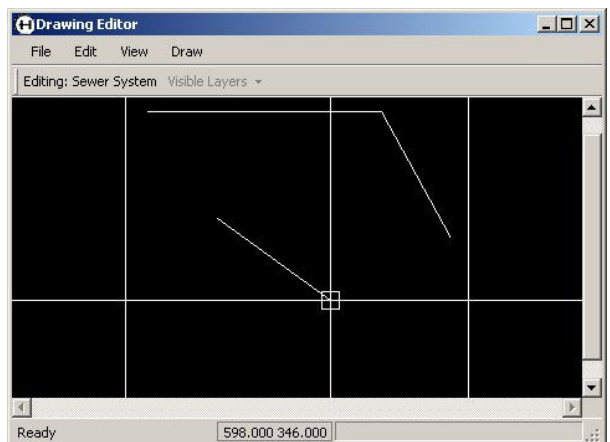 Drawing Editor
File Edit View Draw
Editing: Sewer System Visible Layers
Ready 598.000 346.000